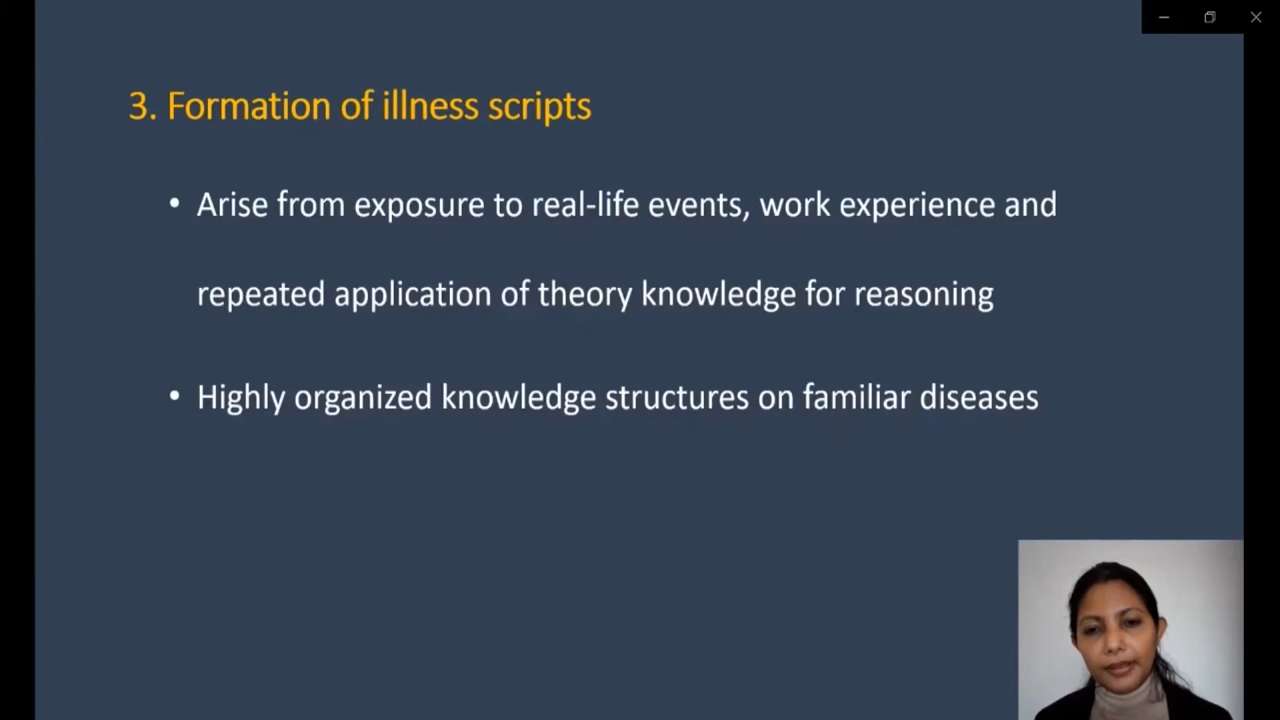 3. Formation of illness scripts
• Arise from exposure to real-life events, work experience and
repeated application of theory knowledge for reasoning
• Highly organized knowledge structures on familiar diseases